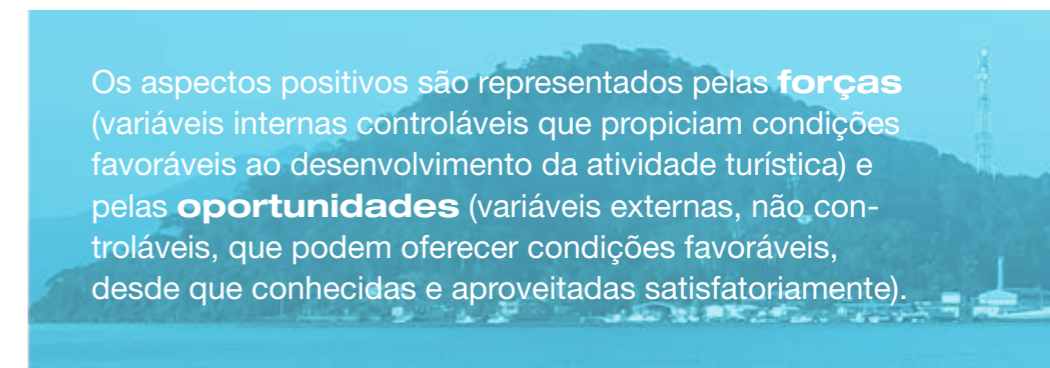 Os aspectos positivos são representados pelas forças
(variáveis internas controláveis que propiciam condições
favoráveis ao desenvolvimento da atividade turística) e
pelas oportunidades (variáveis externas, não con-
troláveis, que podem oferecer condições favoráveis,
desde que conhecidas e aproveitadas satisfatoriamente).